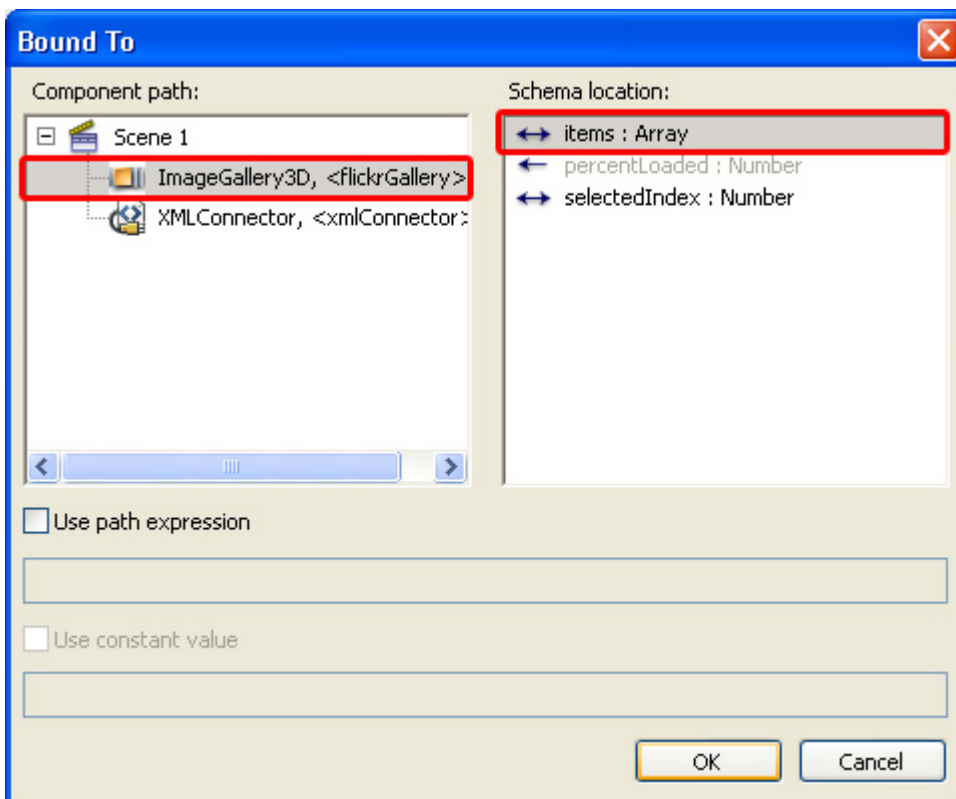 Bound To
Component path:
Scene 1
ImageGallery3D, <flickrGallery>
XMLConnector, <xmlConnector>
Schema location:
items : Array
percentLoaded : Number
selectedIndex : Number
Use path expression
Use constant value
OK
Cancel